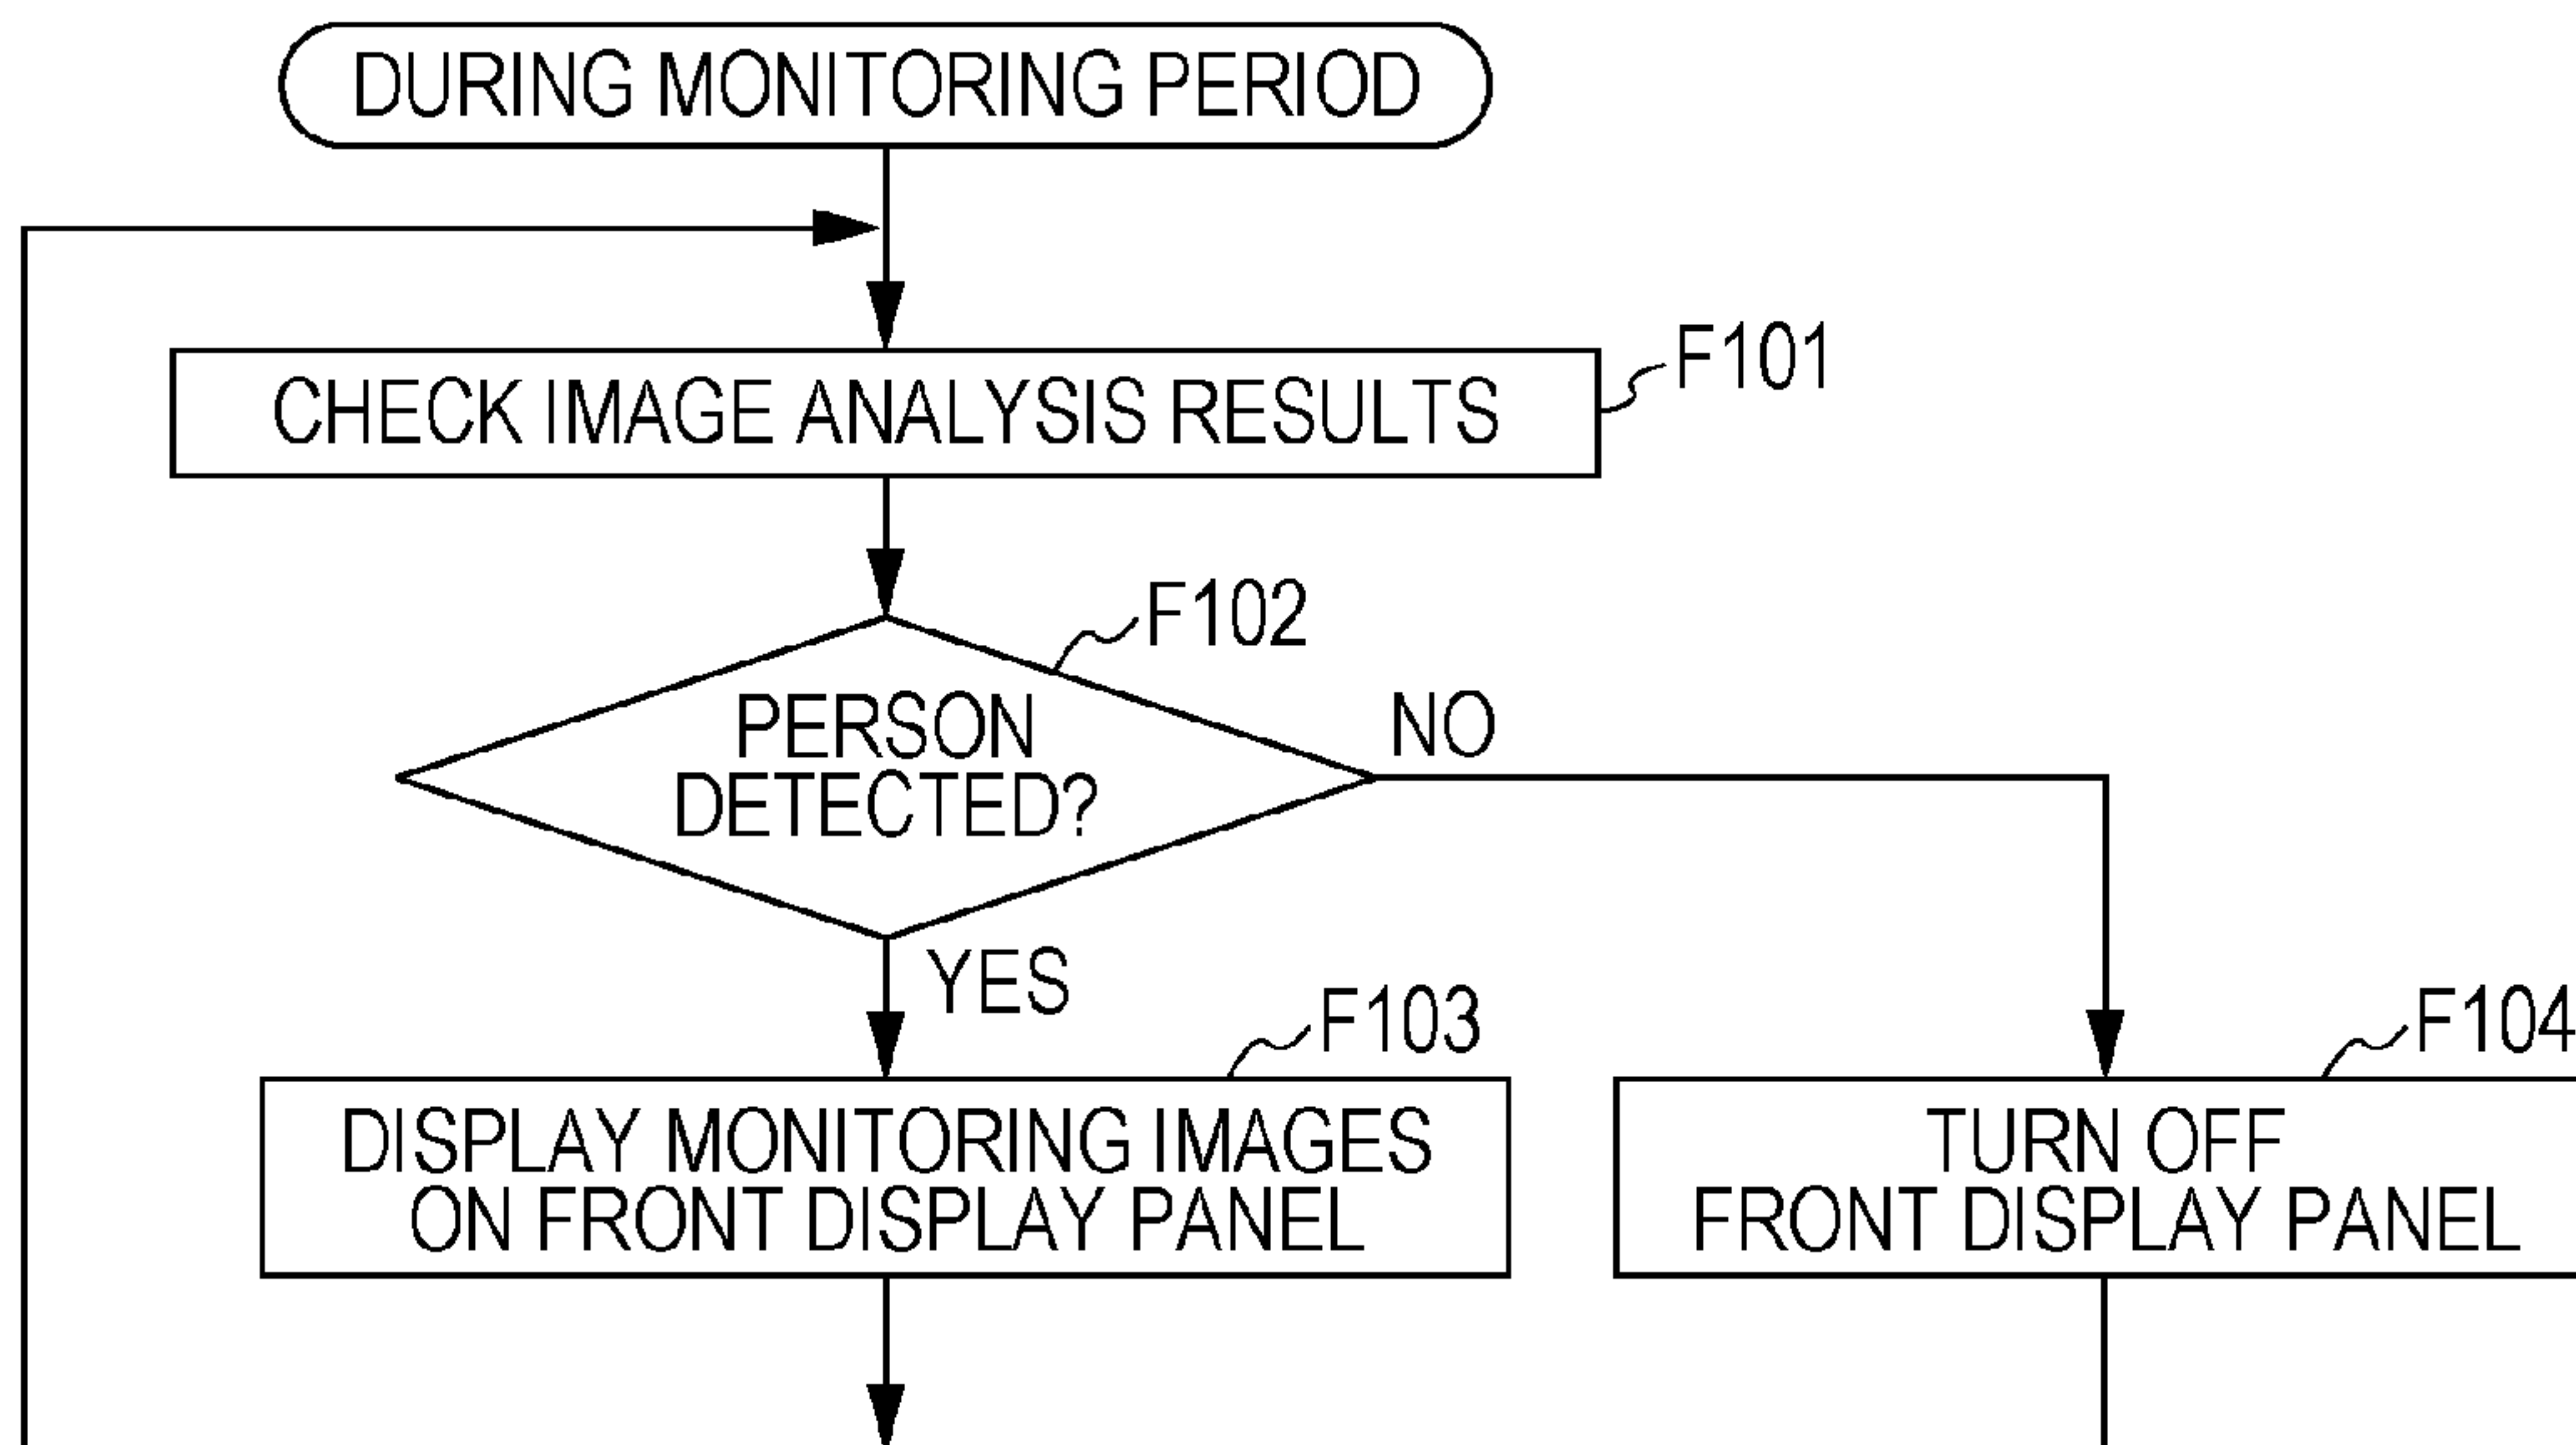 DURING MONITORING PERIOD
CHECK IMAGE ANALYSIS RESULTS
F101
F102
PERSON
DETECTED?
NO
YES
F103
DISPLAY MONITORING IMAGES
ON FRONT DISPLAY PANEL
F104
TURN OFF
FRONT DISPLAY PANEL